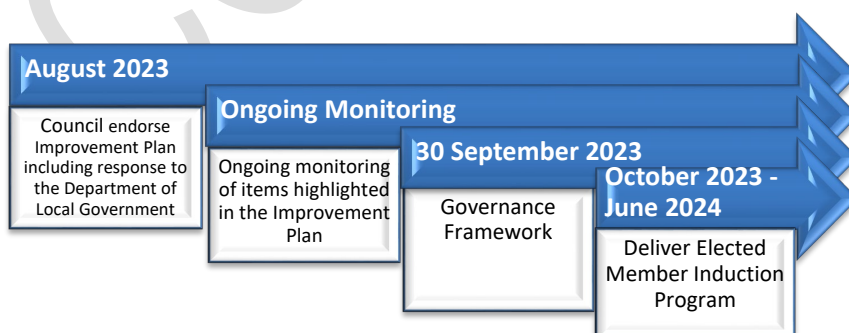 August 2023
Council endorse
Improvement Plan
including response to
the Department of
Local Government
Ongoing Monitoring
Ongoing monitoring
of items highlighted
in the Improvement
Plan
30 September 2023
Governance
Framework
October 2023 -
June 2024
Deliver Elected
Member Induction
Program